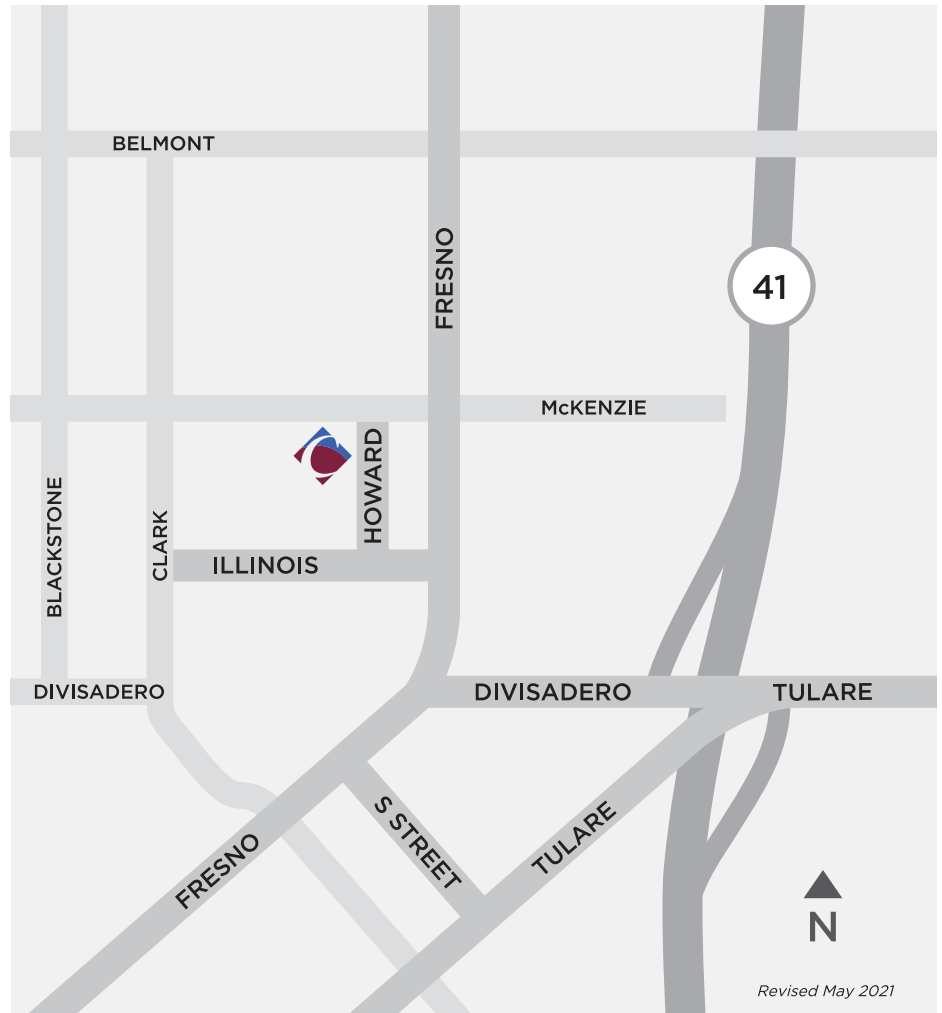 BELMONT
FRESNO
41
McKENZIE
HOWARD
BLACKSTONE
CLARK
ILLINOIS
DIVISADERO
DIVISADERO
TULARE
S STREET
TULARE
FRESNO
N
Revised May 2021